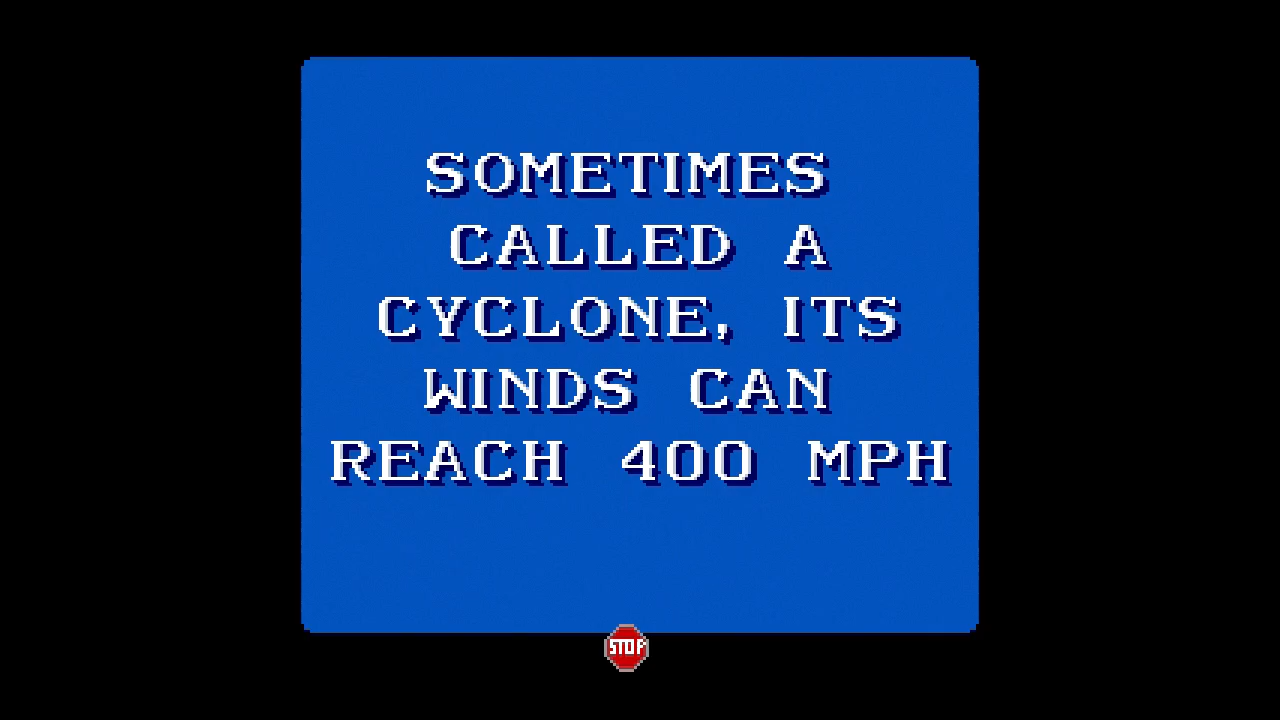 SOMETIMES
CALLED A
CYCLONE, ITS
WINDS CAN
REACH 400 MPH
STOP